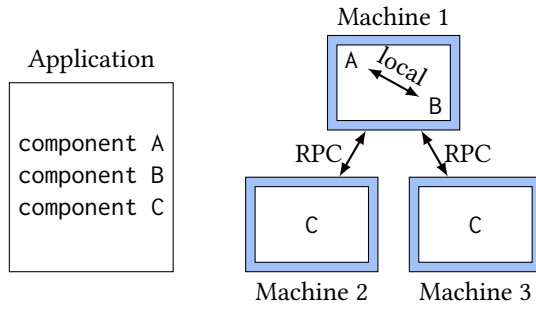 Application
component A
component B
component C
Machine 1
A
local
B
RPC
RPC
C
C
Machine 2
Machine 3